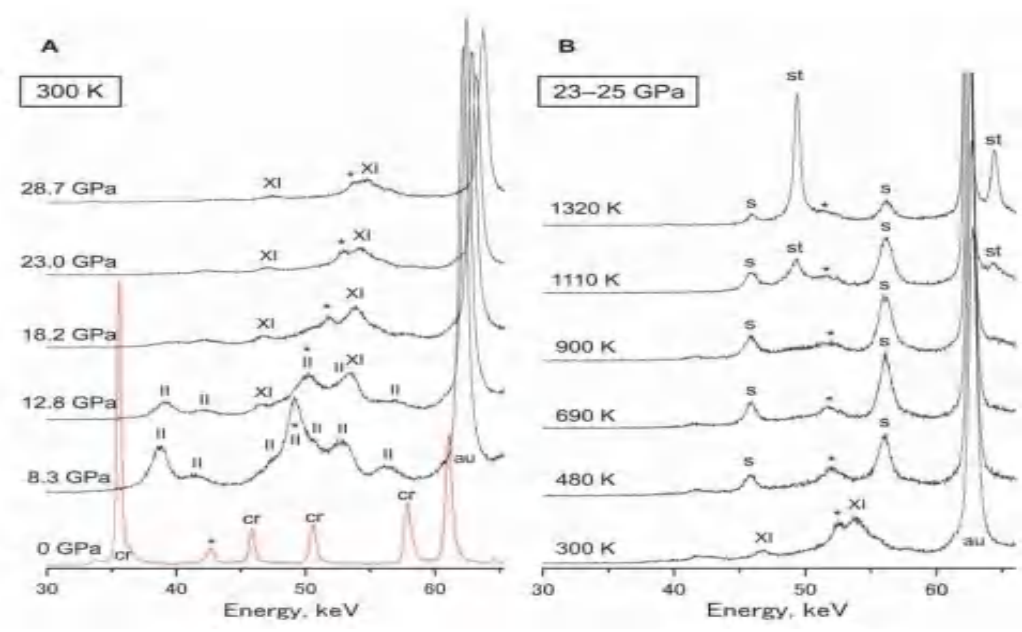 A
300 K
XI * XI
28.7 GPa
XI * XI
23.0 GPa
XI * XI
18.2 GPa
II II XI * II II XI II
12.8 GPa
II II II * II II II II
8.3 GPa
au
0 GPa
cr * cr cr cr
30 40 50 60
Energy, keV
B
23–25 GPa
st
st
s * s
1320 K
s st * s st
1110 K
s * s
900 K
s * s
690 K
s * s
480 K
XI * XI
300 K
au
30 40 50 60
Energy, keV